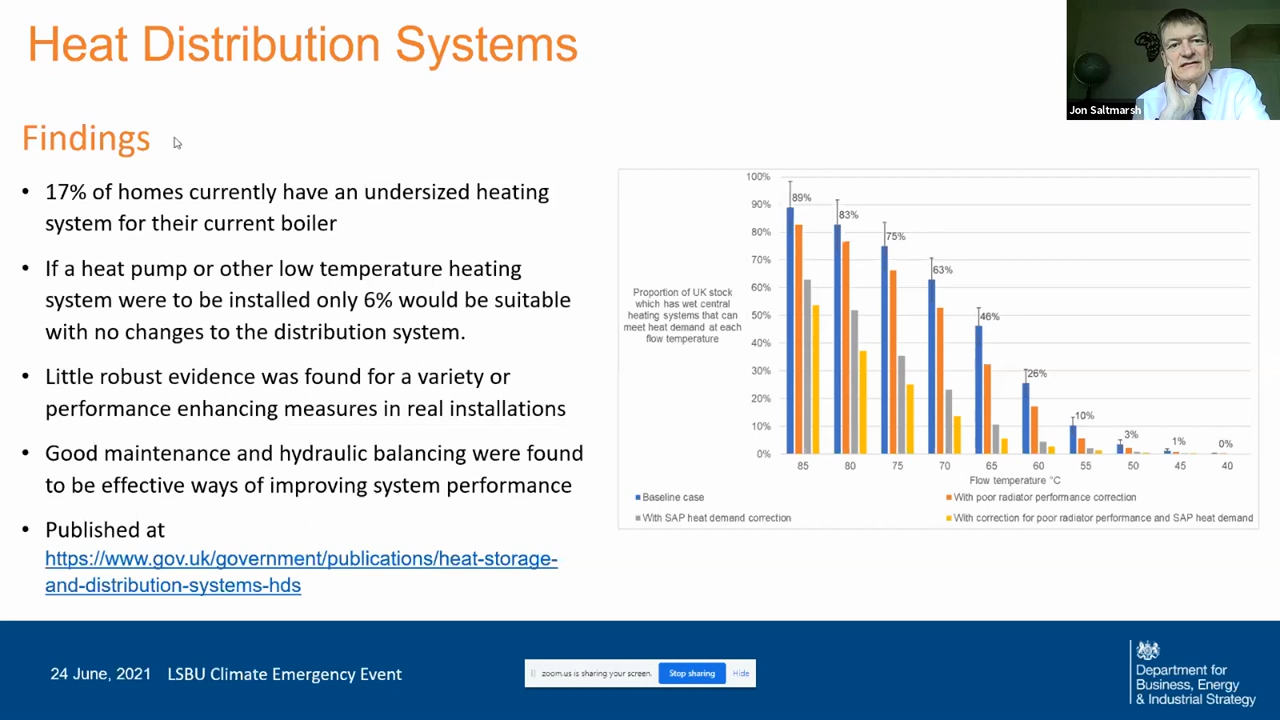 Heat Distribution Systems
Jon Saltmarsh
Findings
• 17% of homes currently have an undersized heating
system for their current boiler
• If a heat pump or other low temperature heating
system were to be installed only 6% would be suitable
with no changes to the distribution system.
• Little robust evidence was found for a variety or
performance enhancing measures in real installations
• Good maintenance and hydraulic balancing were found
to be effective ways of improving system performance
• Published at
https://www.gov.uk/government/publications/heat-storage-
and-distribution-systems-hds
Proportion of UK stock
which has wet central
heating systems that can
meet heat demand at each
flow temperature
100%
90%
80%
70%
60%
50%
40%
30%
20%
10%
0%
89%
83%
75%
63%
46%
26%
10%
3%
1%
0%
85 80 75 70 65 60 55 50 45 40
Flow temperature °C
Baseline case
With poor radiator performance correction
With SAP heat demand correction
With correction for poor radiator performance and SAP heat demand
24 June, 2021 LSBU Climate Emergency Event
zoom.us is sharing your screen. Stop sharing Hide
Department for
Business, Energy
& Industrial Strategy